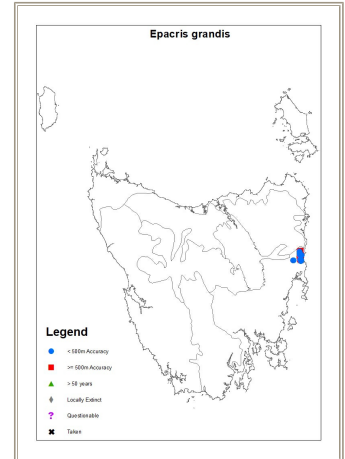 Epacris grandis
Legend
< 500m Accuracy
>= 500m Accuracy
> 50 years
Locally Extinct
? Questionable
Taken